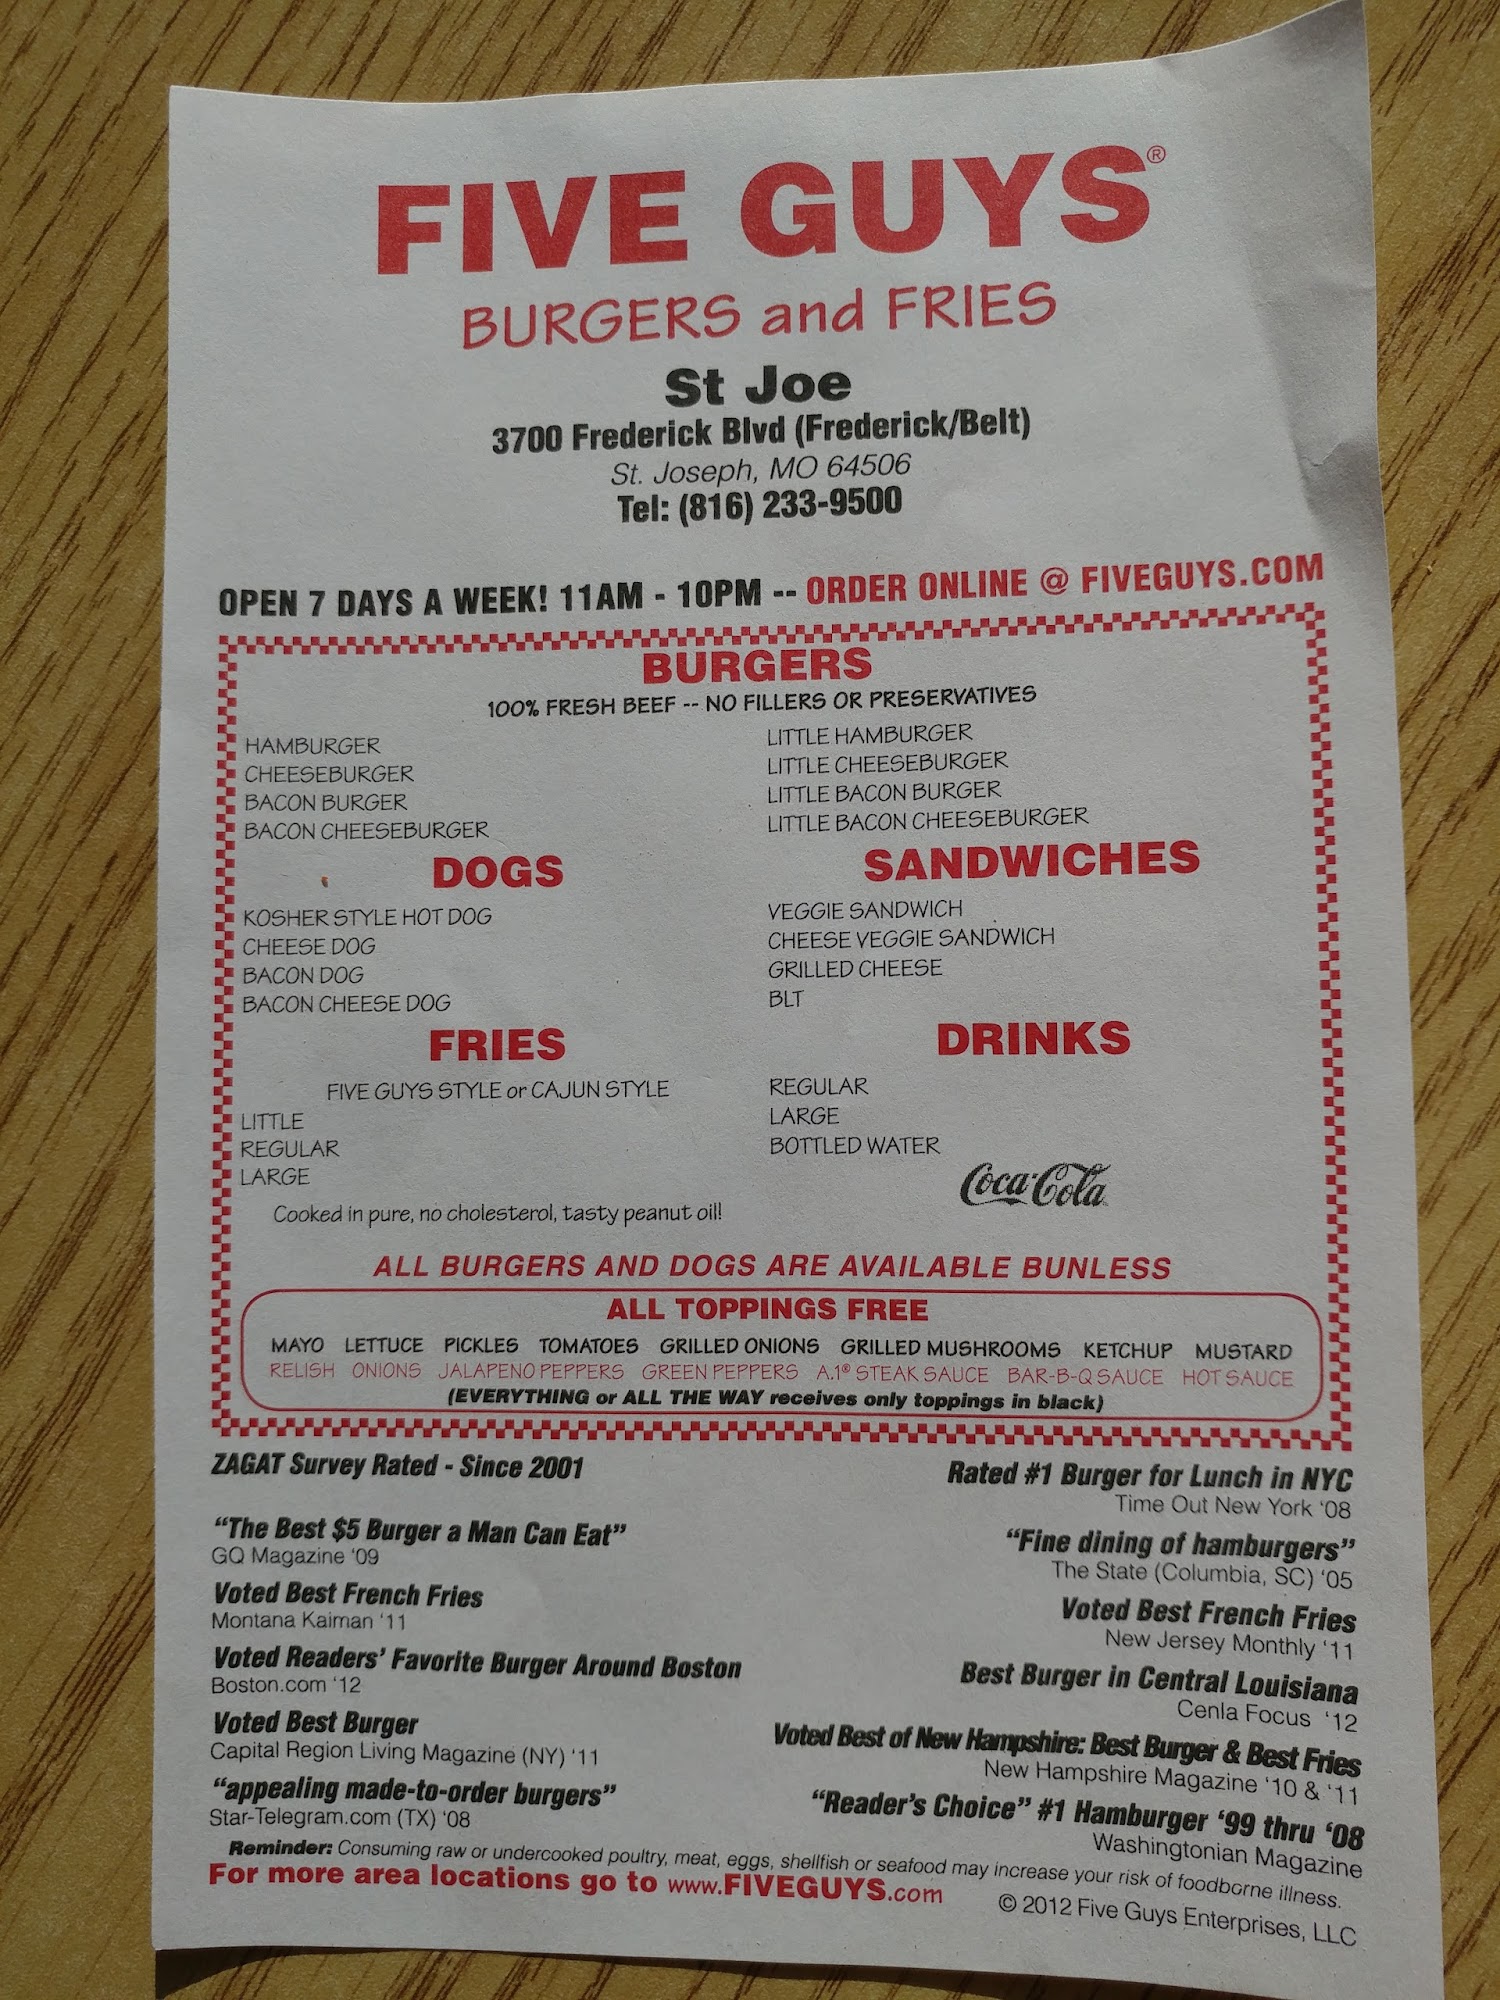 FIVE GUYS®
BURGERS and FRIES
St Joe
3700 Frederick Blvd (Frederick/Belt)
St. Joseph, MO 64506
Tel: (816) 233-9500
OPEN 7 DAYS A WEEK! 11AM - 10PM -- ORDER ONLINE @ FIVEGUYS.COM
BURGERS
100% FRESH BEEF -- NO FILLERS OR PRESERVATIVES
HAMBURGER
CHEESEBURGER
BACON BURGER
BACON CHEESEBURGER
LITTLE HAMBURGER
LITTLE CHEESEBURGER
LITTLE BACON BURGER
LITTLE BACON CHEESEBURGER
DOGS
KOSHER STYLE HOT DOG
CHEESE DOG
BACON DOG
BACON CHEESE DOG
SANDWICHES
VEGGIE SANDWICH
CHEESE VEGGIE SANDWICH
GRILLED CHEESE
BLT
FRIES
FIVE GUYS STYLE or CAJUN STYLE
LITTLE
REGULAR
LARGE
Cooked in pure, no cholesterol, tasty peanut oil!
DRINKS
REGULAR
LARGE
BOTTLED WATER
Coca-Cola
ALL BURGERS AND DOGS ARE AVAILABLE BUNLESS
ALL TOPPINGS FREE
MAYO LETTUCE PICKLES TOMATOES GRILLED ONIONS GRILLED MUSHROOMS KETCHUP MUSTARD
RELISH ONIONS JALAPENO PEPPERS GREEN PEPPERS A.1® STEAK SAUCE BAR-B-Q SAUCE HOT SAUCE
(EVERYTHING or ALL THE WAY receives only toppings in black)
ZAGAT Survey Rated - Since 2001
"The Best $5 Burger a Man Can Eat"
GQ Magazine '09
Voted Best French Fries
Montana Kaiman '11
Voted Readers' Favorite Burger Around Boston
Boston.com '12
Voted Best Burger
Capital Region Living Magazine (NY) '11
"appealing made-to-order burgers"
Star-Telegram.com (TX) '08
Rated #1 Burger for Lunch in NYC
Time Out New York '08
"Fine dining of hamburgers"
The State (Columbia, SC) '05
Voted Best French Fries
New Jersey Monthly '11
Best Burger in Central Louisiana
Cenla Focus '12
Voted Best of New Hampshire: Best Burger & Best Fries
New Hampshire Magazine '10 & '11
"Reader's Choice" #1 Hamburger '99 thru '08
Washingtonian Magazine
Reminder: Consuming raw or undercooked poultry, meat, eggs, shellfish or seafood may increase your risk of foodborne illness.
For more area locations go to www.FIVEGUYS.com
© 2012 Five Guys Enterprises, LLC